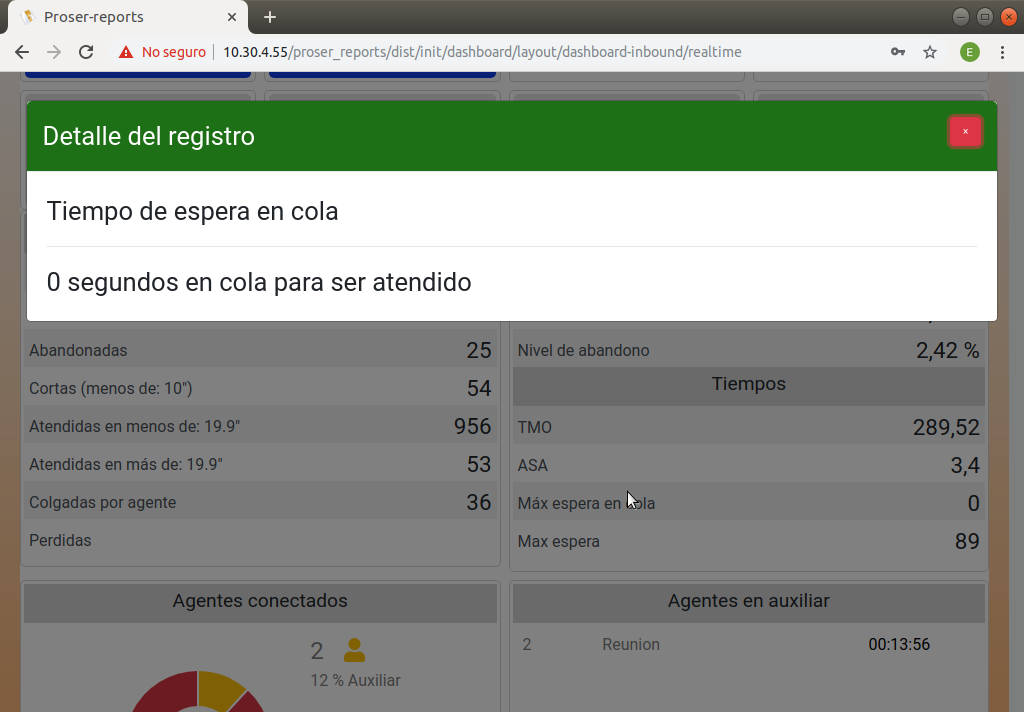 Proser-reports
No seguro
10.30.4.55/proser_reports/dist/init/dashboard/layout/dashboard-inbound/realtime
E
Detalle del registro
×
Tiempo de espera en cola
0 segundos en cola para ser atendido
Abandonadas 25
Cortas (menos de: 10") 54
Atendidas en menos de: 19.9" 956
Atendidas en más de: 19.9" 53
Colgadas por agente 36
Perdidas
Nivel de abandono 2,42 %
Tiempos
TMO 289,52
ASA 3,4
Máx espera en cola 0
Max espera 89
Agentes conectados
2
12 % Auxiliar
Agentes en auxiliar
2 Reunion 00:13:56